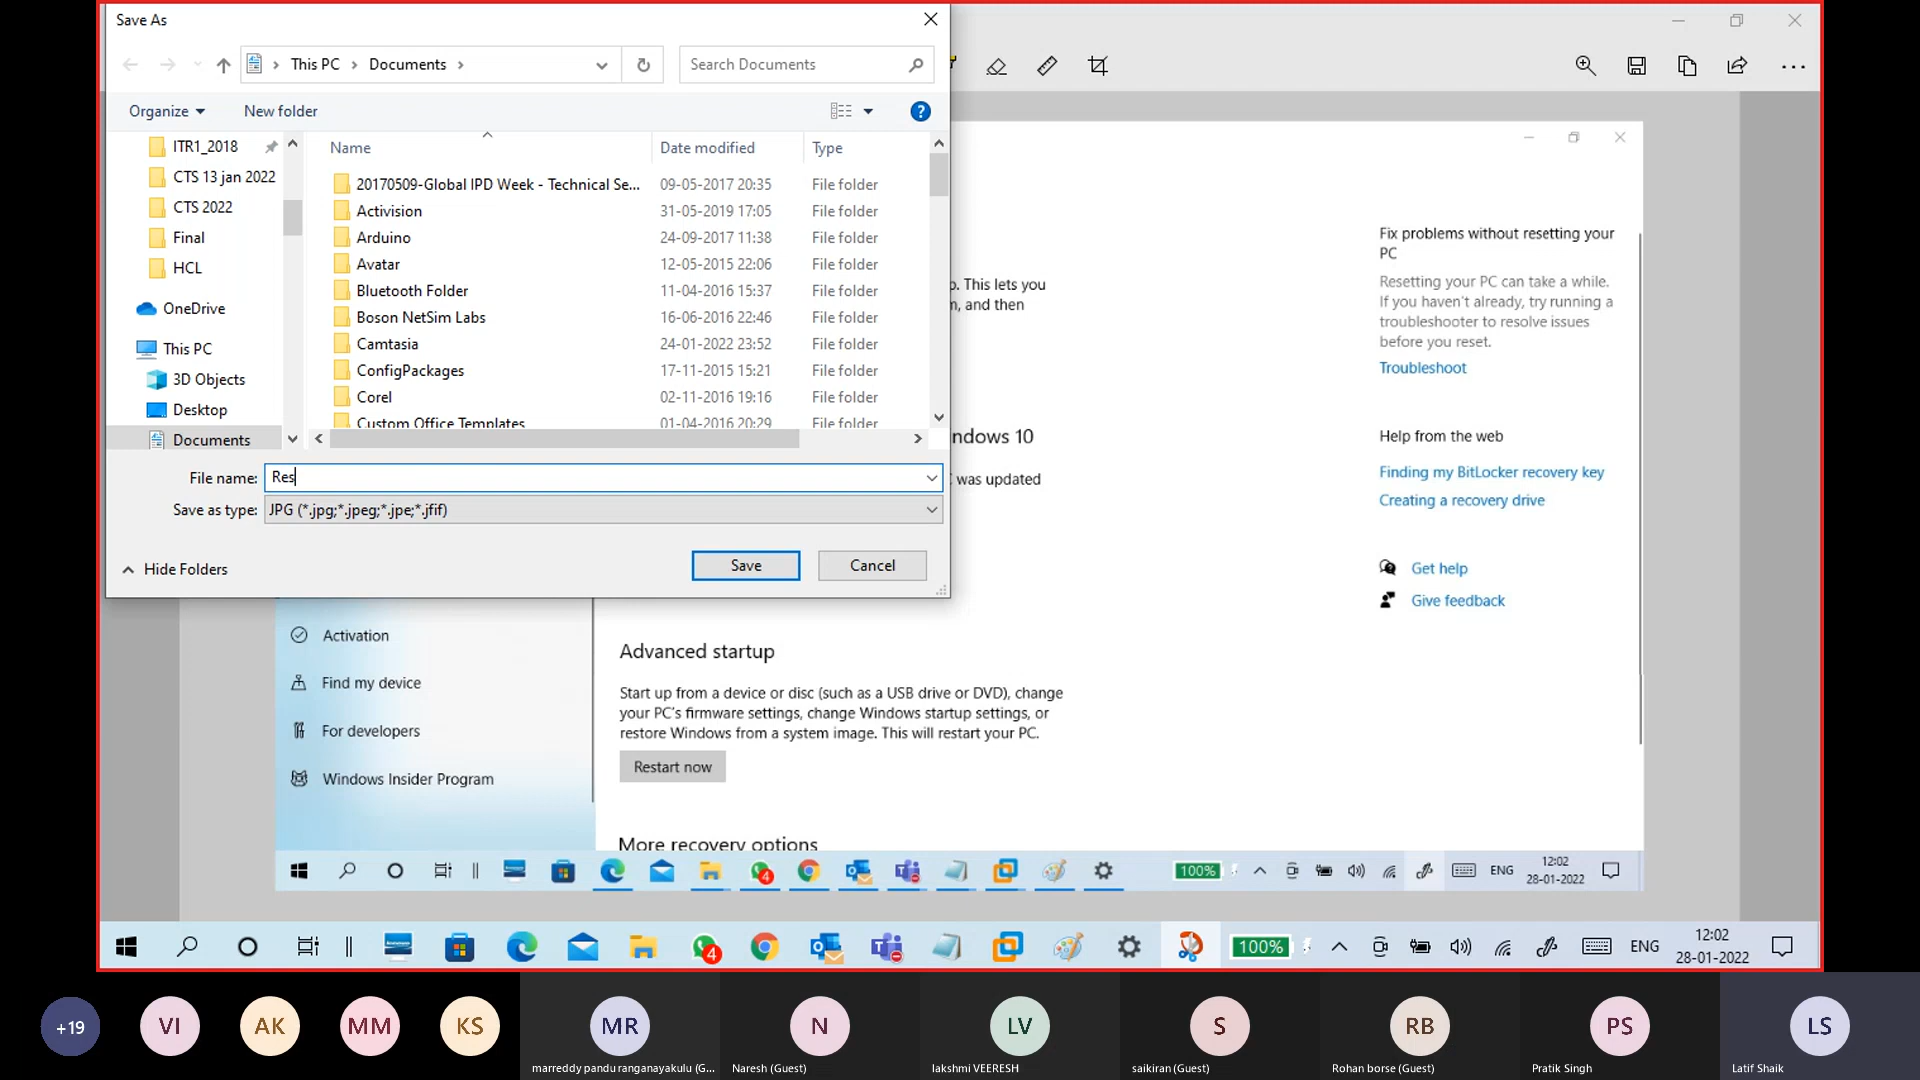 Save As
This PC
Documents
Search Documents
Organize
New folder
ITR1_2018
CTS 13 jan 2022
CTS 2022
Final
HCL
OneDrive
This PC
3D Objects
Desktop
Documents
Name
Date modified
Type
20170509-Global IPD Week - Technical Se...
09-05-2017 20:35
File folder
Activision
31-05-2019 17:05
File folder
Arduino
24-09-2017 11:38
File folder
Avatar
12-05-2015 22:06
File folder
Bluetooth Folder
11-04-2016 15:37
File folder
Boson NetSim Labs
16-06-2016 22:46
File folder
Camtasia
24-01-2022 23:52
File folder
ConfigPackages
17-11-2015 15:21
File folder
Corel
02-11-2016 19:16
File folder
Custom Office Templates
01-04-2016 20:29
File folder
File name: Res
Save as type: JPG (*.jpg;*.jpeg;*.jpe;*.jfif)
Hide Folders
Save
Cancel
. This lets you
, and then
ndows 10
was updated
Fix problems without resetting your
PC
Resetting your PC can take a while.
If you haven't already, try running a
troubleshooter to resolve issues
before you reset.
Troubleshoot
Help from the web
Finding my BitLocker recovery key
Creating a recovery drive
Get help
Give feedback
Activation
Find my device
For developers
Windows Insider Program
Advanced startup
Start up from a device or disc (such as a USB drive or DVD), change
your PC's firmware settings, change Windows startup settings, or
restore Windows from a system image. This will restart your PC.
Restart now
More recovery options
4
100%
ENG
12:02
28-01-2022
4
100%
ENG
12:02
28-01-2022
+19
VI
AK
MM
KS
MR
N
LV
S
RB
PS
LS
marreddy pandu ranganayakulu (G...
Naresh (Guest)
lakshmi VEERESH
saikiran (Guest)
Rohan borse (Guest)
Pratik Singh
Latif Shaik